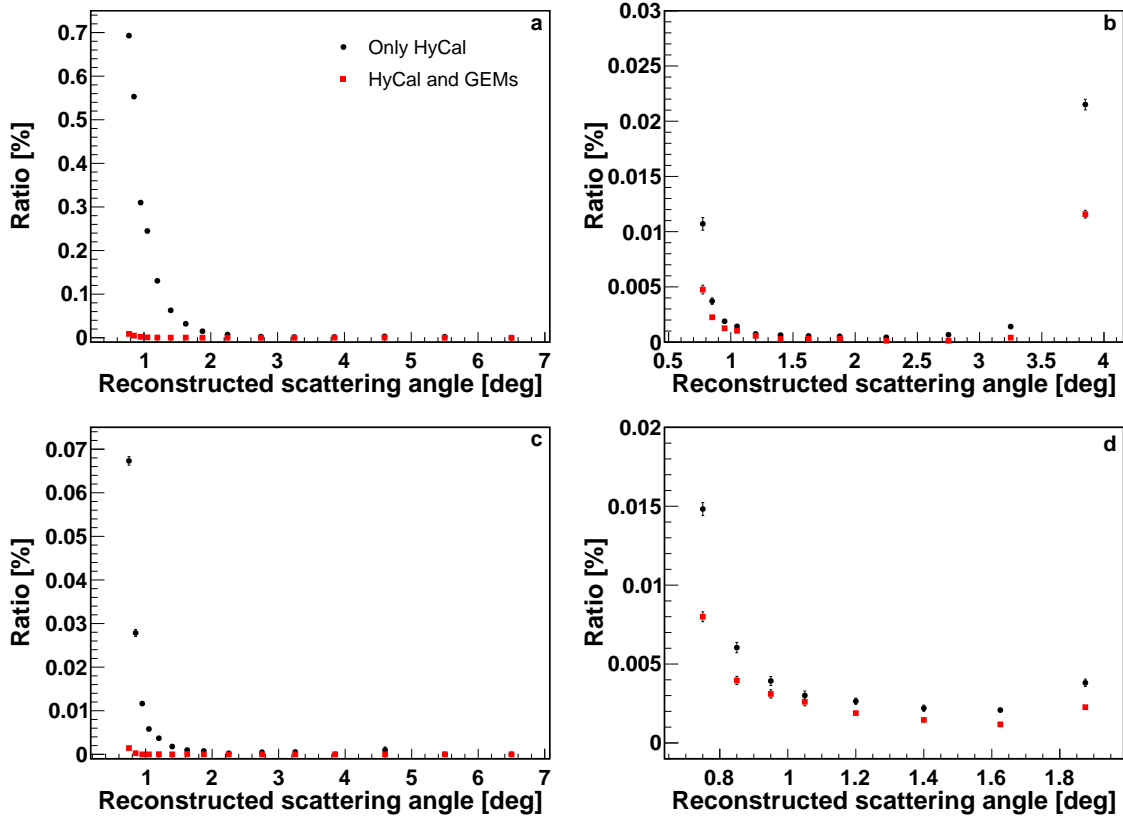 a
Only HyCal
HyCal and GEMs
Ratio [%]
0.7
0.6
0.5
0.4
0.3
0.2
0.1
0
1 2 3 4 5 6 7
Reconstructed scattering angle [deg]
b
Ratio [%]
0.03
0.025
0.02
0.015
0.01
0.005
0
0.5 1 1.5 2 2.5 3 3.5 4
Reconstructed scattering angle [deg]
c
Ratio [%]
0.07
0.06
0.05
0.04
0.03
0.02
0.01
0
1 2 3 4 5 6 7
Reconstructed scattering angle [deg]
d
Ratio [%]
0.02
0.015
0.01
0.005
0
0.8 1 1.2 1.4 1.6 1.8
Reconstructed scattering angle [deg]